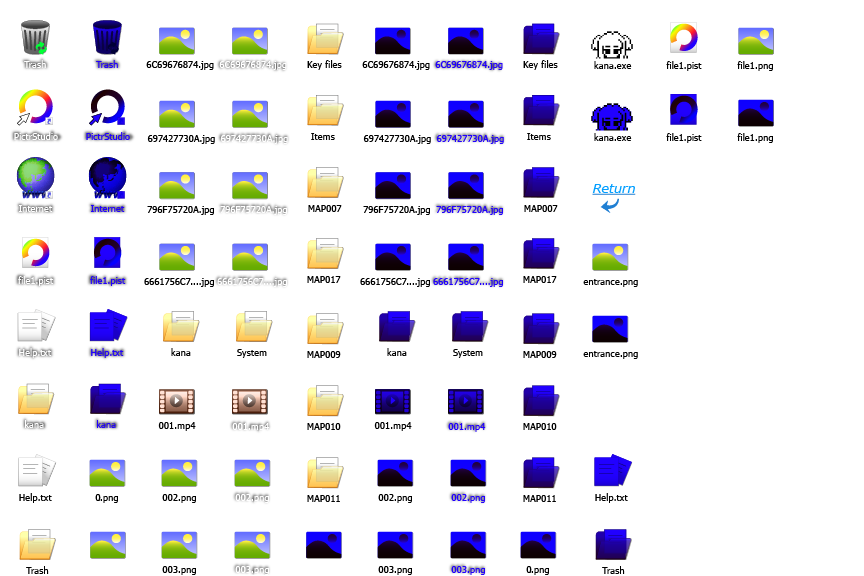 Trash Trash 6C69676874.jpg 6C69676874.jpg Key files 6C69676874.jpg 6C69676874.jpg Key files kana.exe file1.pist file1.png
PictrStudio PictrStudio 697427730A.jpg 697427730A.jpg Items 697427730A.jpg 697427730A.jpg Items kana.exe file1.pist file1.png
Internet Internet 796F75720A.jpg 796F75720A.jpg MAP007 796F75720A.jpg 796F75720A.jpg MAP007 Return
file1.pist file1.pist 6661756C7....jpg 6661756C7....jpg MAP017 6661756C7....jpg 6661756C7....jpg MAP017 entrance.png
Help.txt Help.txt kana System MAP009 kana System MAP009 entrance.png
kana kana 001.mp4 001.mp4 MAP010 001.mp4 001.mp4 MAP010
Help.txt 0.png 002.png 002.png MAP011 002.png 002.png MAP011 Help.txt
Trash 003.png 003.png 003.png 003.png 0.png Trash